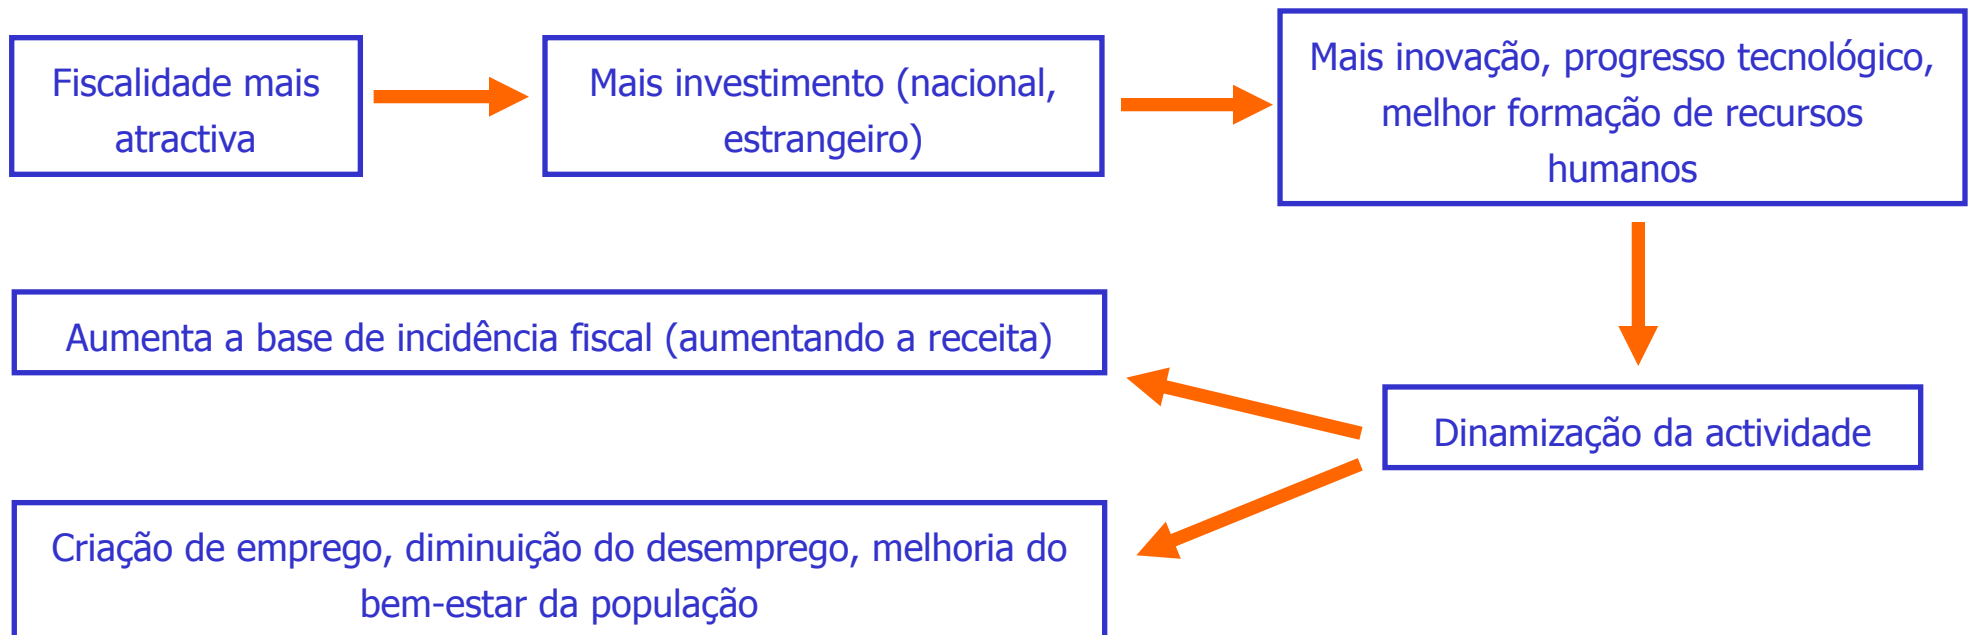 Fiscalidade mais
atractiva
Mais investimento (nacional,
estrangeiro)
Mais inovação, progresso tecnológico,
melhor formação de recursos
humanos
Aumenta a base de incidência fiscal (aumentando a receita)
Dinamização da actividade
Criação de emprego, diminuição do desemprego, melhoria do
bem-estar da população